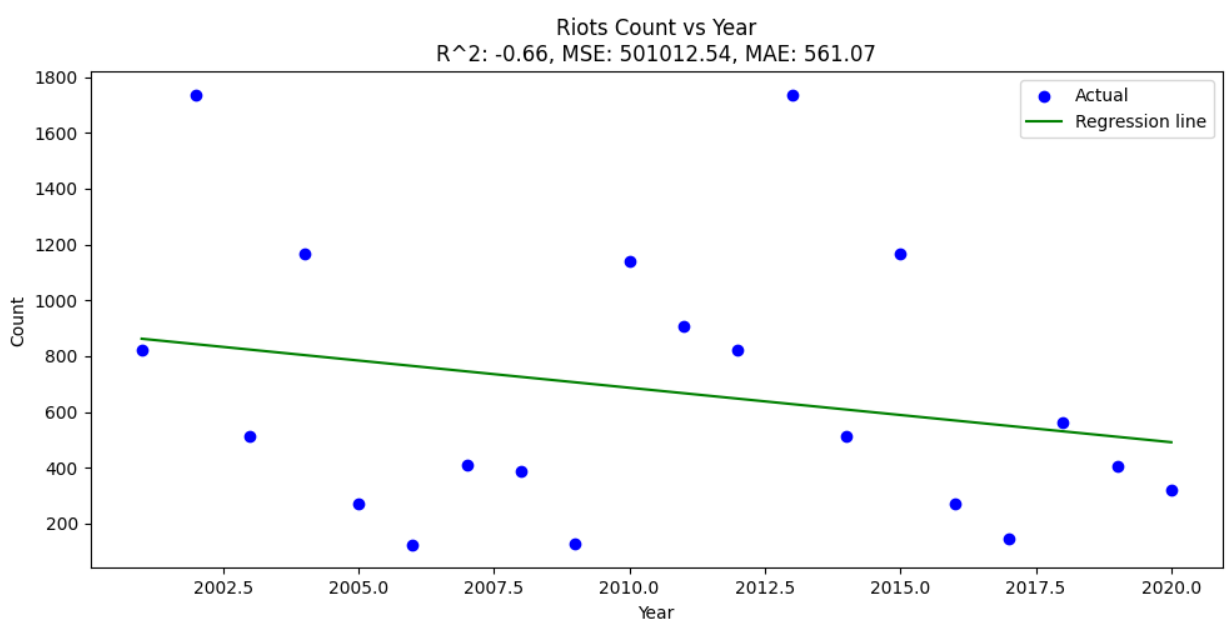 Riots Count vs Year
R^2: -0.66, MSE: 501012.54, MAE: 561.07
1800
1600
1400
1200
1000
800
600
400
200
Count
Actual
Regression line
2002.5 2005.0 2007.5 2010.0 2012.5 2015.0 2017.5 2020.0
Year